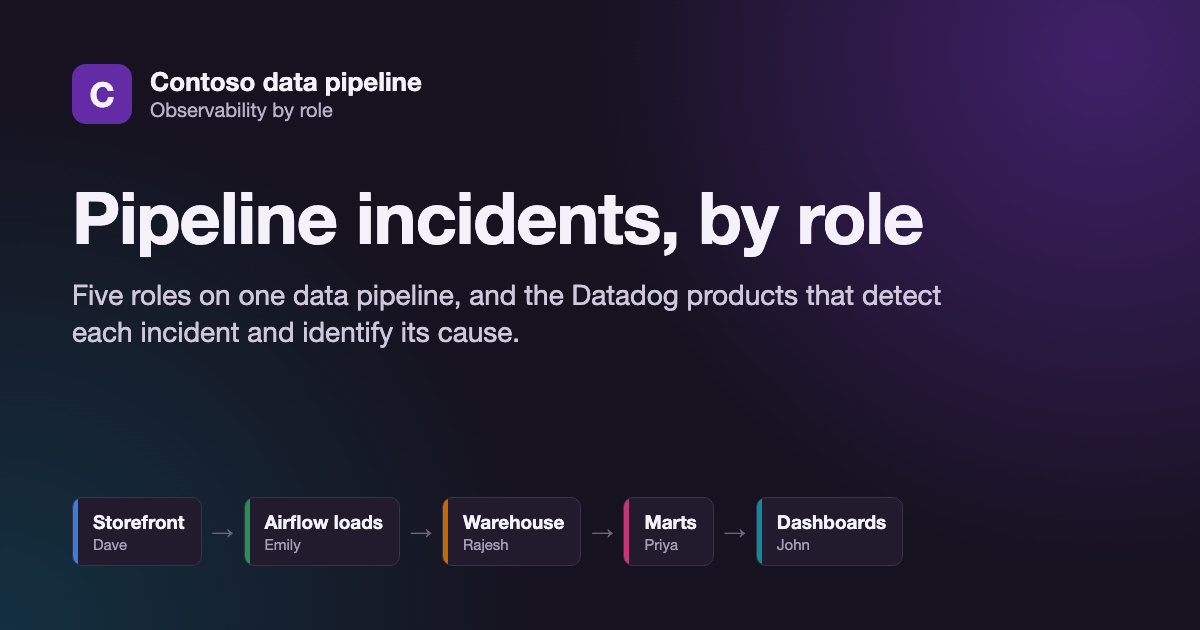 C
Contoso data pipeline
Observability by role
Pipeline incidents, by role
Five roles on one data pipeline, and the Datadog products that detect
each incident and identify its cause.
Storefront
Dave
→
Airflow loads
Emily
→
Warehouse
Rajesh
→
Marts
Priya
→
Dashboards
John